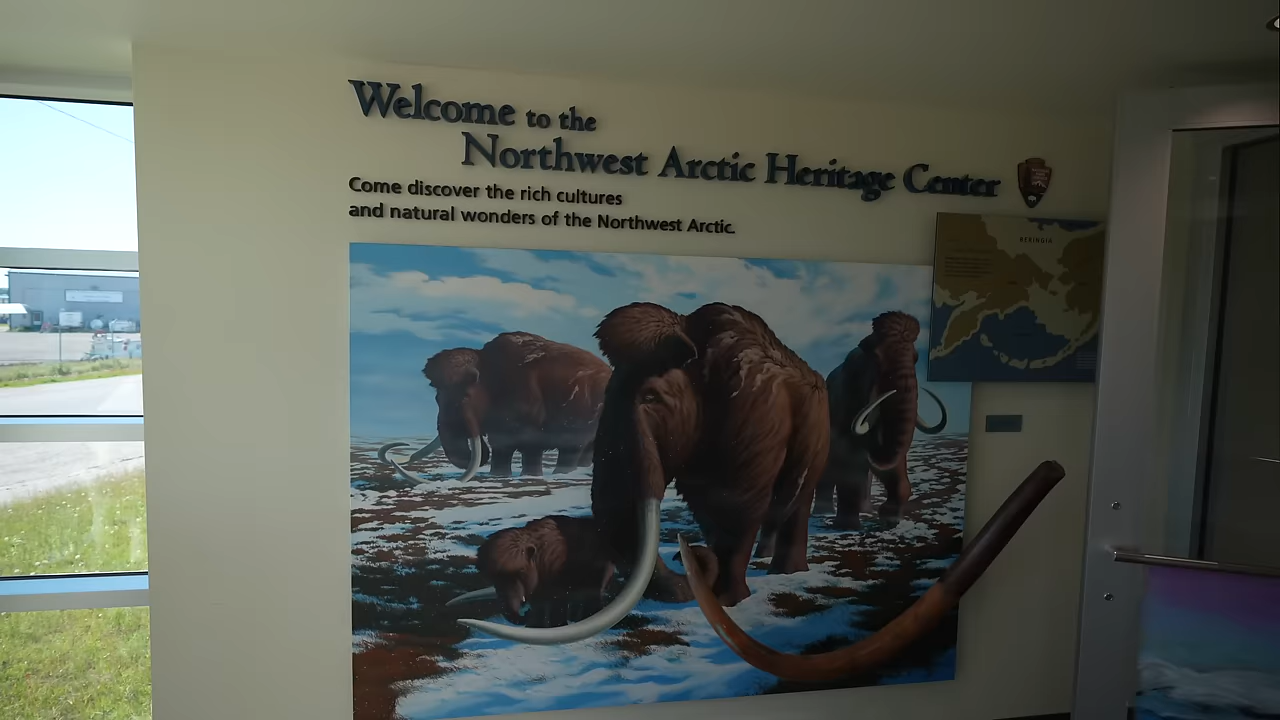 Welcome to the
Northwest Arctic Heritage Center
Come discover the rich cultures
and natural wonders of the Northwest Arctic.
BERINGIA